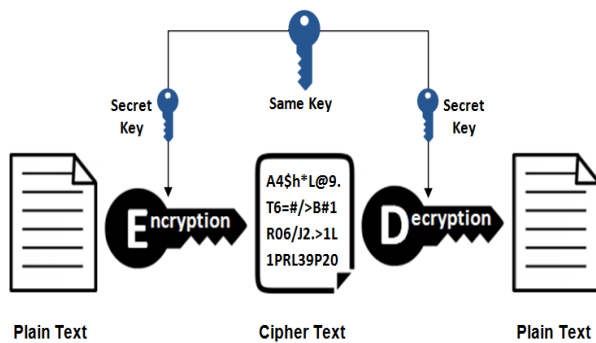 Secret
Key
Same Key
Secret
Key
Encryption
A4$h*L@9.
T6=#/>B#1
R06/J2.>1L
1PRL39P20
Decryption
Plain Text
Cipher Text
Plain Text